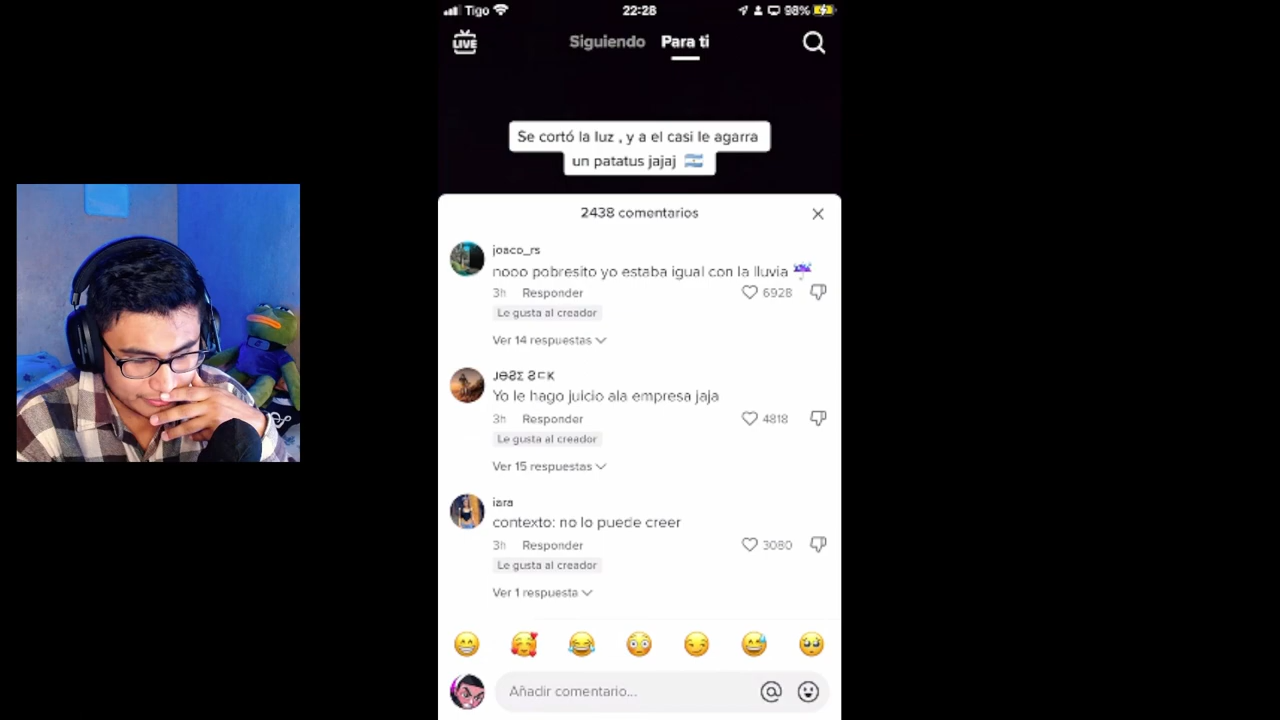 Tigo
22:28
98%
LIVE
Siguiendo
Para ti
Se cortó la luz , y a el casi le agarra
un patatus jajaj 🇦🇷
2438 comentarios
joaco_rs
nooo pobresito yo estaba igual con la lluvia ☔
3h Responder 6928
Le gusta al creador
Ver 14 respuestas
Yo le hago juicio ala empresa jaja
3h Responder 4818
Le gusta al creador
Ver 15 respuestas
iara
contexto: no lo puede creer
3h Responder 3080
Le gusta al creador
Ver 1 respuesta
😁 🥰 😂 😳 😏 😅 🥺
Añadir comentario...
@